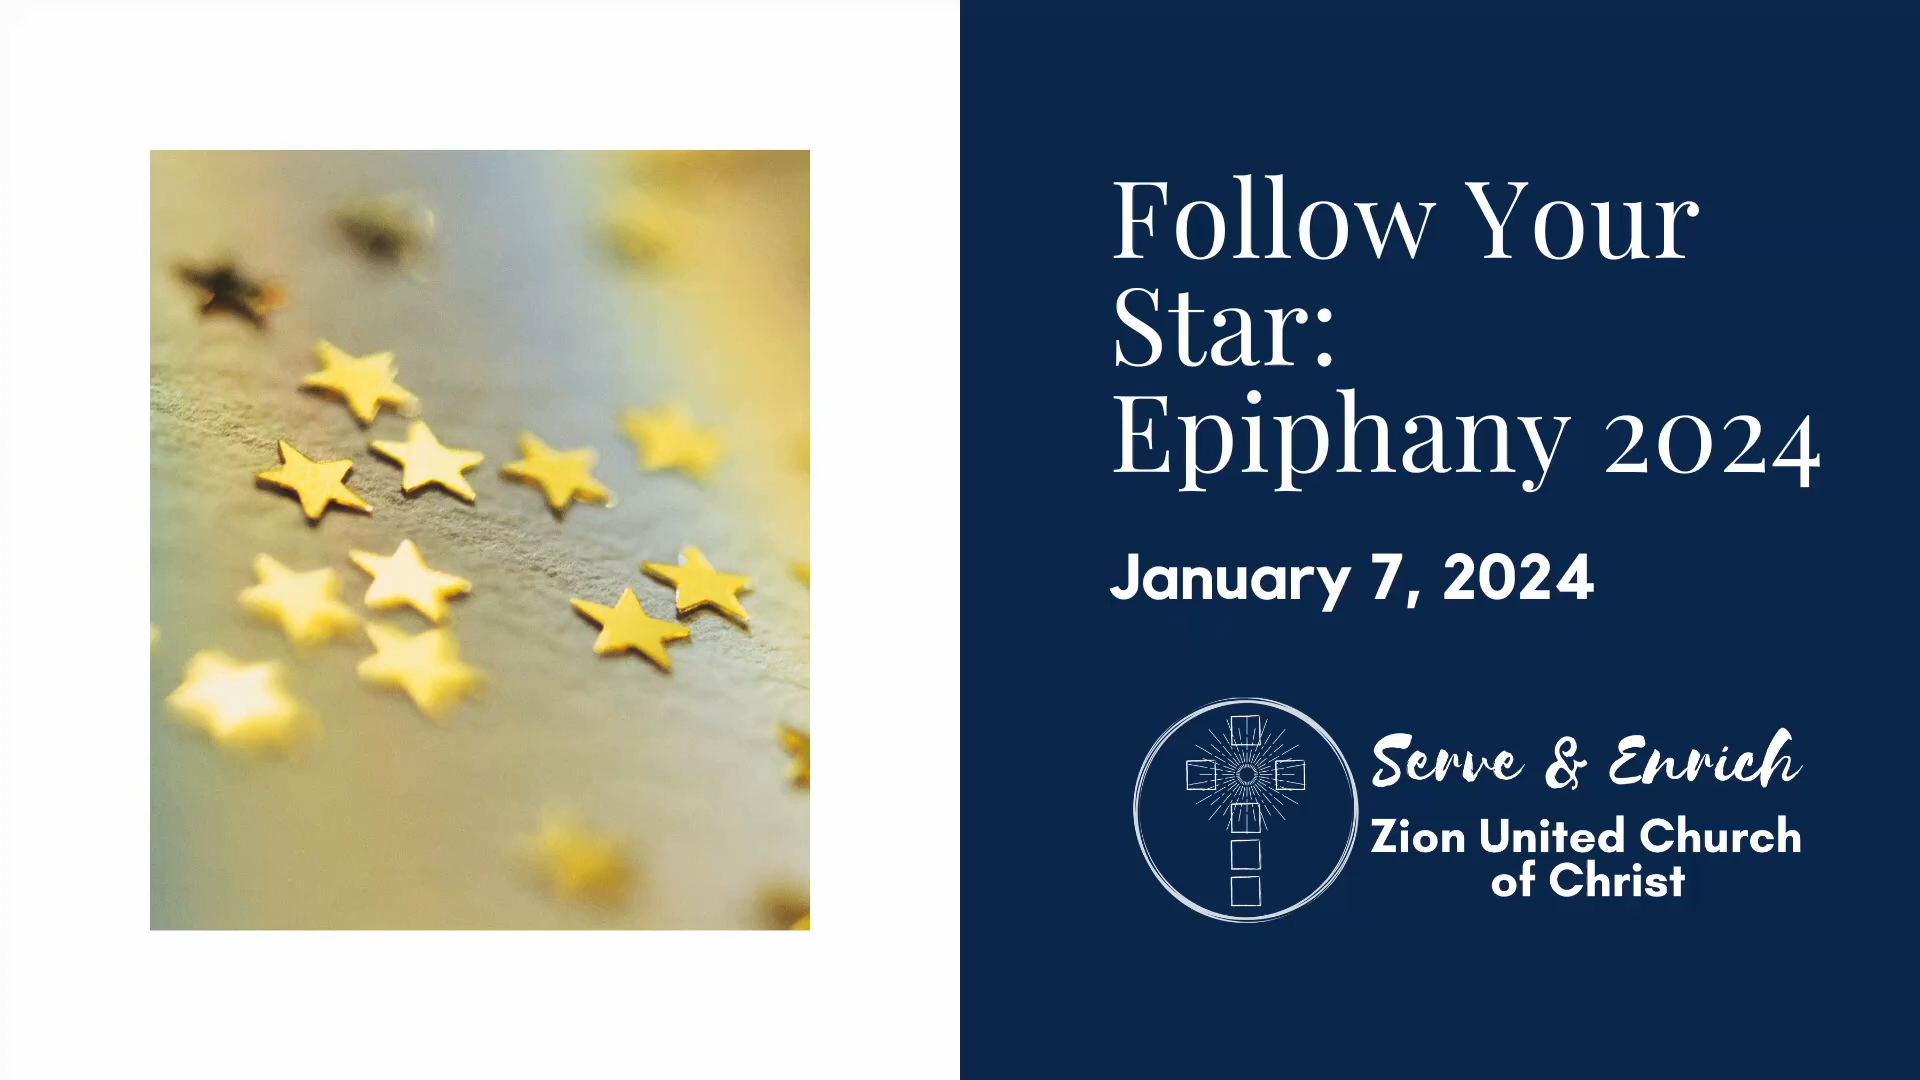 Follow Your
Star:
Epiphany 2024
January 7, 2024
Serve & Enrich
Zion United Church
of Christ